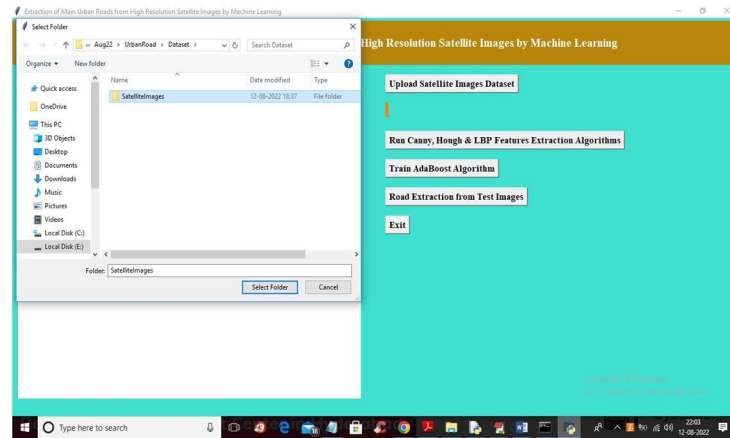 Extraction of Main Urban Roads from High Resolution Satellite Images by Machine Learning
Select Folder
High Resolution Satellite Images by Machine Learning
« Aug22 › UrbanRoad › Dataset ›
Search Dataset
Organize
New folder
Name
Date modified
Type
Quick access
SatelliteImages
12-08-2022 18:37
File folder
OneDrive
This PC
3D Objects
Desktop
Documents
Downloads
Music
Pictures
Videos
Local Disk (C:)
Local Disk (E:)
Folder:
SatelliteImages
Select Folder
Cancel
Upload Satellite Images Dataset
Run Canny, Hough & LBP Features Extraction Algorithms
Train AdaBoost Algorithm
Road Extraction from Test Images
Exit
Type here to search
22:03
12-08-2022